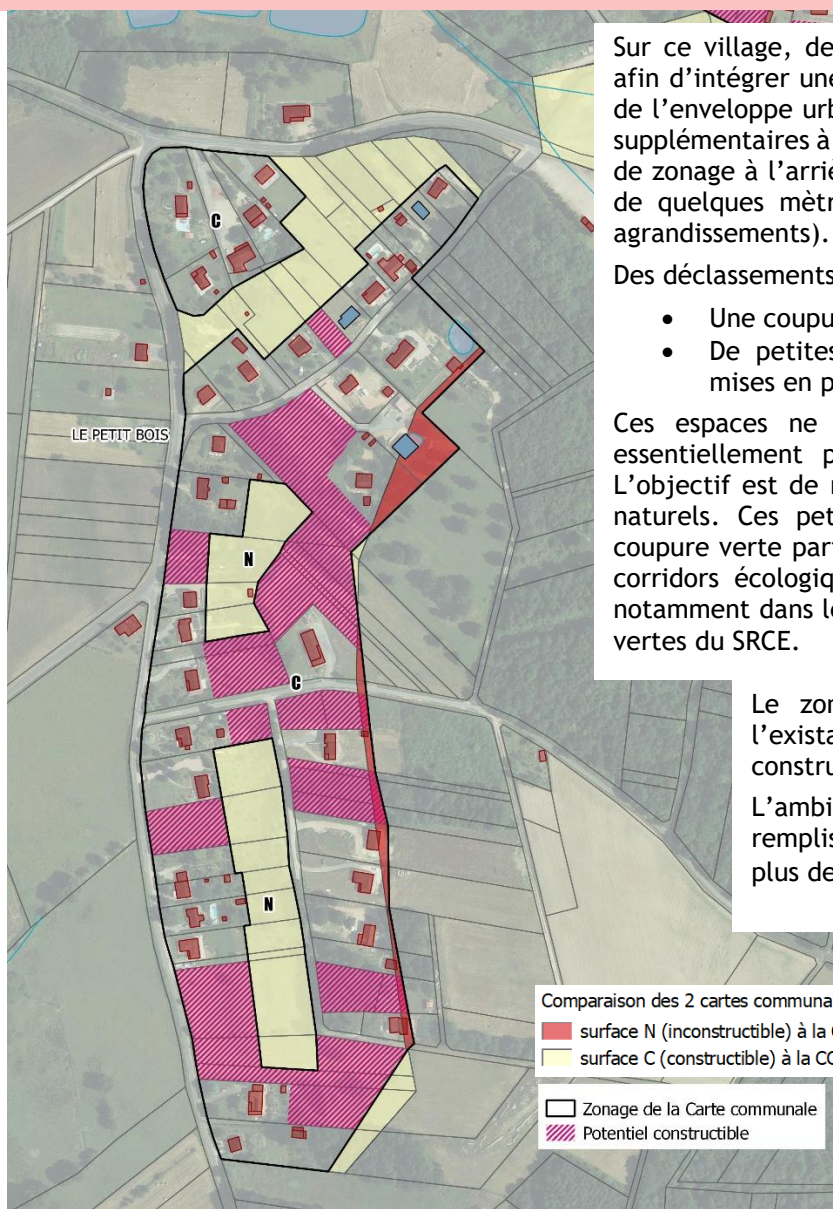 Sur ce village, de
afin d’intégrer une
de l’enveloppe urb
supplémentaires à
de zonage à l’arriè
de quelques mètr
agrandissements).
Des déclassements
• Une coupu
• De petites
mises en p
Ces espaces ne
essentiellement p
L’objectif est de r
naturels. Ces pet
coupure verte par
corridors écologiq
notamment dans le
vertes du SRCE.
Le zon
l’exista
constru
L’ambi
remplis
plus de
C
LE PETIT BOIS
N
C
N
Comparaison des 2 cartes communa
surface N (inconstructible) à la
surface C (constructible) à la CO
Zonage de la Carte communale
Potentiel constructible